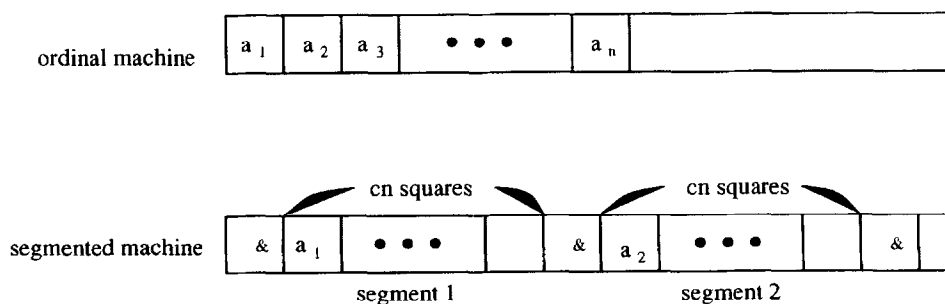 ordinal machine a 1 a 2 a 3 • • • a n
cn squares cn squares
segmented machine & a 1 • • • & a 2 • • • &
segment 1 segment 2